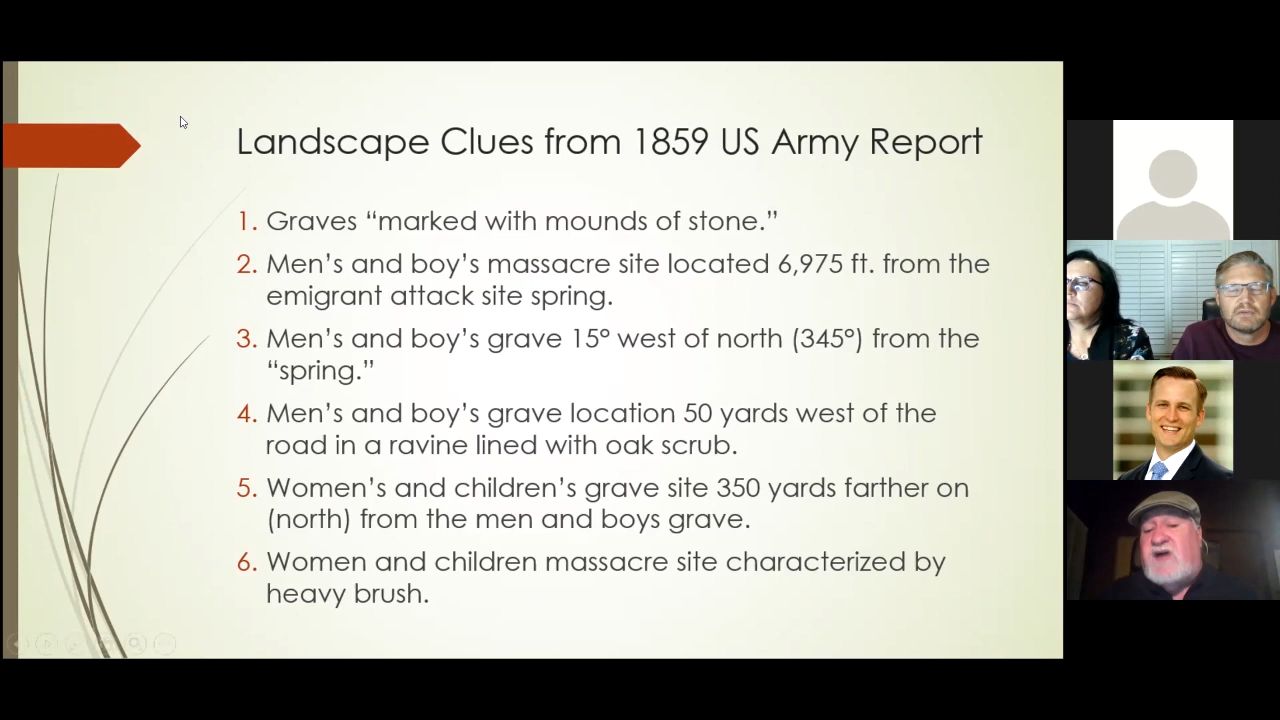 Landscape Clues from 1859 US Army Report
1. Graves “marked with mounds of stone.”
2. Men’s and boy’s massacre site located 6,975 ft. from the
emigrant attack site spring.
3. Men’s and boy’s grave 15° west of north (345°) from the
“spring.”
4. Men’s and boy’s grave location 50 yards west of the
road in a ravine lined with oak scrub.
5. Women’s and children’s grave site 350 yards farther on
(north) from the men and boys grave.
6. Women and children massacre site characterized by
heavy brush.